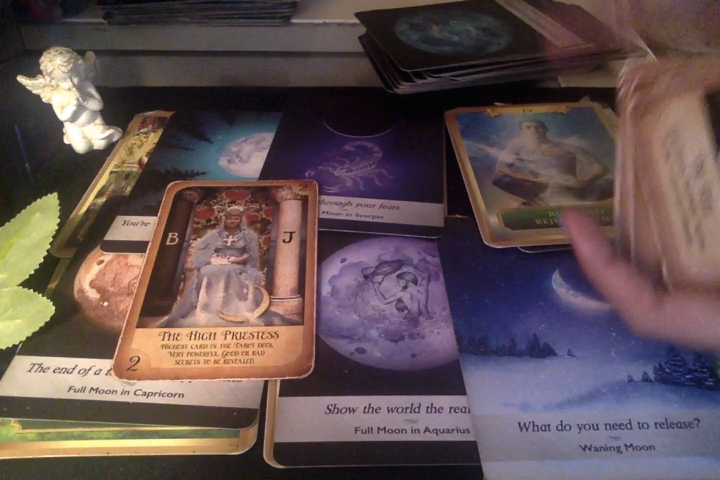 You're
through your fears
Moon in Scorpio
B
J
2
THE HIGH PRIESTESS
HIGHEST CARD IN THE TAROT DECK.
VERY POWERFUL. GOOD OR BAD
SECRETS TO BE REVEALED.
2
The end of a
Full Moon in Capricorn
Show the world the real
Full Moon in Aquarius
What do you need to release?
Waning Moon